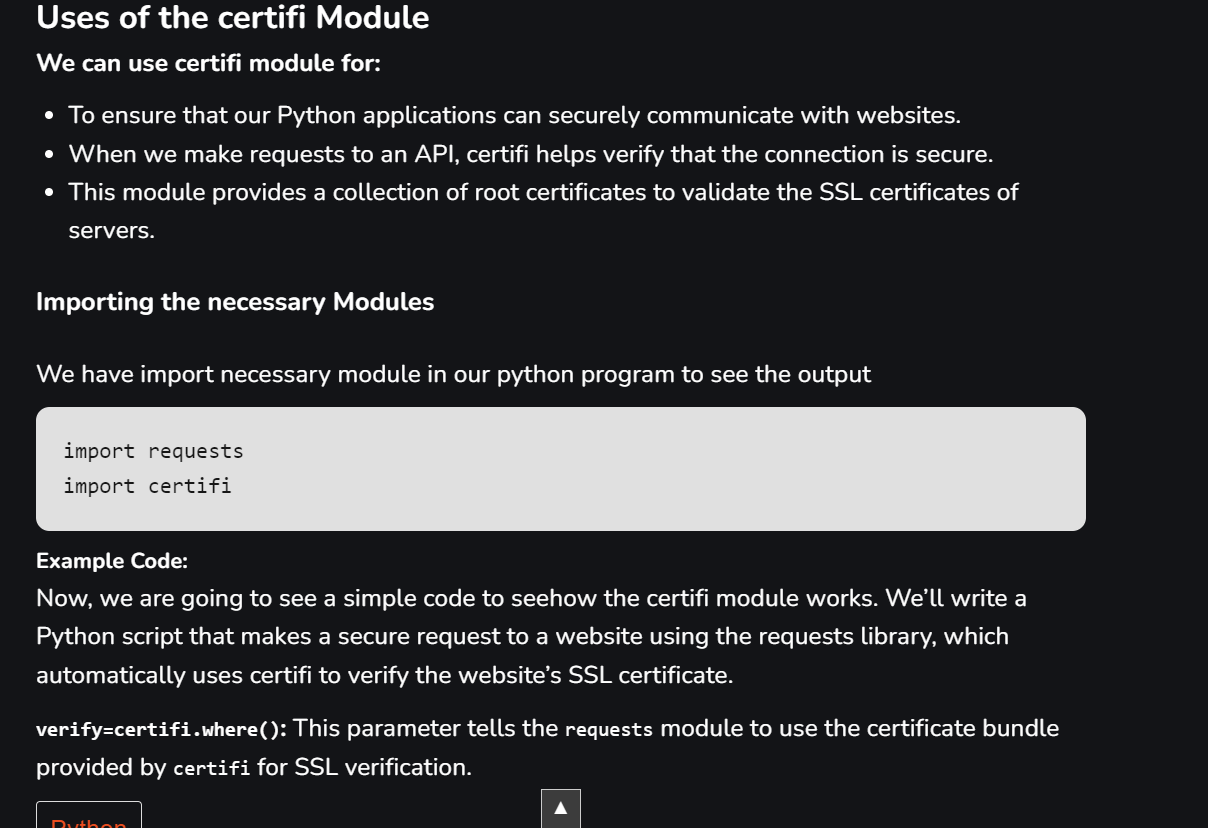 Uses of the certifi Module
We can use certifi module for:
• To ensure that our Python applications can securely communicate with websites.
• When we make requests to an API, certifi helps verify that the connection is secure.
• This module provides a collection of root certificates to validate the SSL certificates of
servers.
Importing the necessary Modules
We have import necessary module in our python program to see the output
import requests
import certifi
Example Code:
Now, we are going to see a simple code to seehow the certifi module works. We’ll write a
Python script that makes a secure request to a website using the requests library, which
automatically uses certifi to verify the website’s SSL certificate.
verify=certifi.where(): This parameter tells the requests module to use the certificate bundle
provided by certifi for SSL verification.
Python